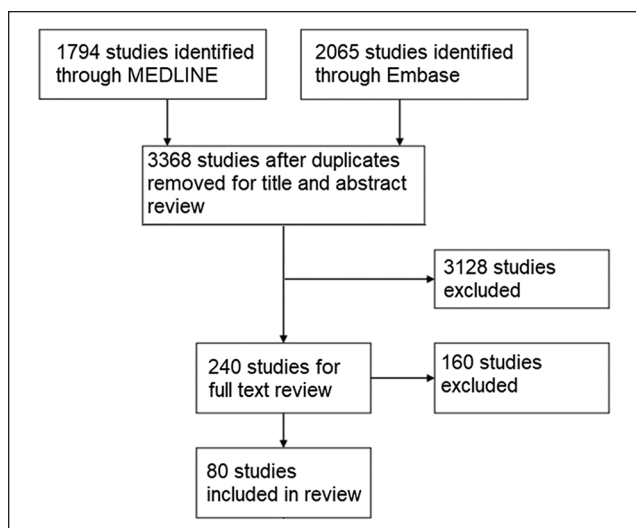 1794 studies identified
through MEDLINE
2065 studies identified
through Embase
3368 studies after duplicates
removed for title and abstract
review
3128 studies
excluded
240 studies for
full text review
160 studies
excluded
80 studies
included in review